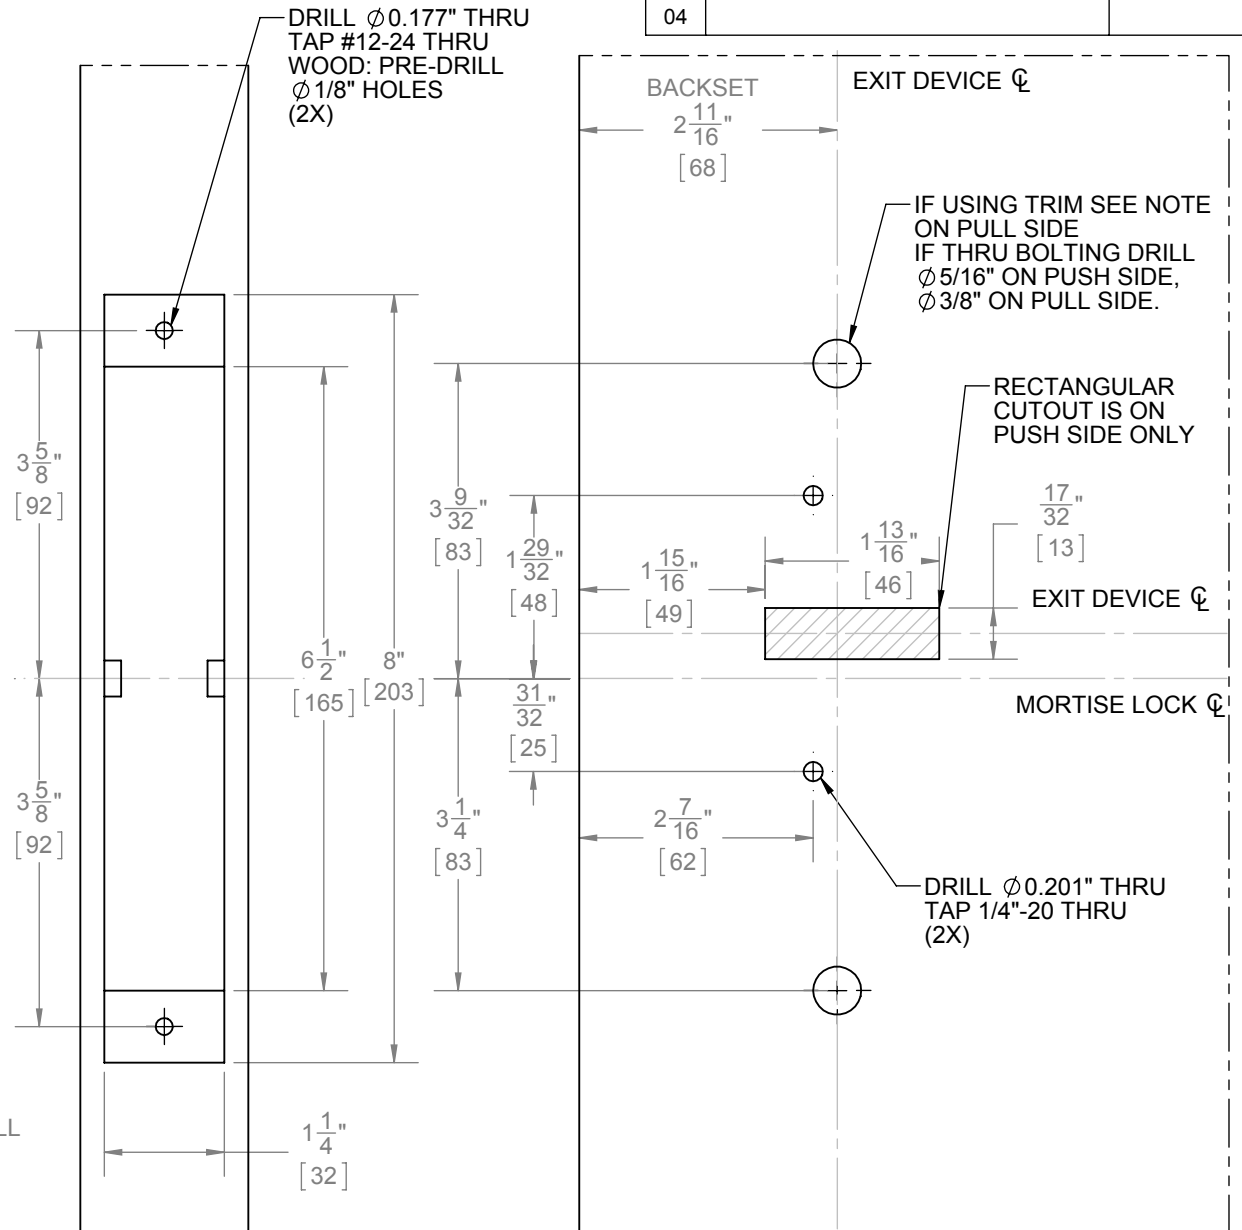 DRILL ∅0.177" THRU
TAP #12-24 THRU
WOOD: PRE-DRILL
∅1/8" HOLES
(2X)
04
BACKSET
2 11/16"
[68]
EXIT DEVICE ℄
IF USING TRIM SEE NOTE
ON PULL SIDE
IF THRU BOLTING DRILL
∅5/16" ON PUSH SIDE,
∅3/8" ON PULL SIDE.
RECTANGULAR
CUTOUT IS ON
PUSH SIDE ONLY
3 5/8"
[92]
3 9/32"
[83]
1 29/32"
[48]
1 15/16"
[49]
1 13/16"
[46]
17/32"
[13]
EXIT DEVICE ℄
6 1/2"
[165]
8"
[203]
31/32"
[25]
MORTISE LOCK ℄
3 5/8"
[92]
3 1/4"
[83]
2 7/16"
[62]
DRILL ∅0.201" THRU
TAP 1/4"-20 THRU
(2X)
1 1/4"
[32]